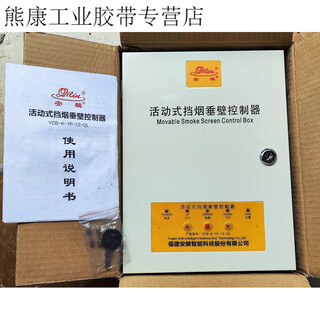 熊康工业胶带专营店
安麟
活动式挡烟垂壁控制器
YCB-K-1P-12-QL
使用说明书
安麟
活动式挡烟垂壁控制器
Movable Smoke Screen Control Box
活动式挡烟垂壁控制器
福建安麟智能科技股份有限公司